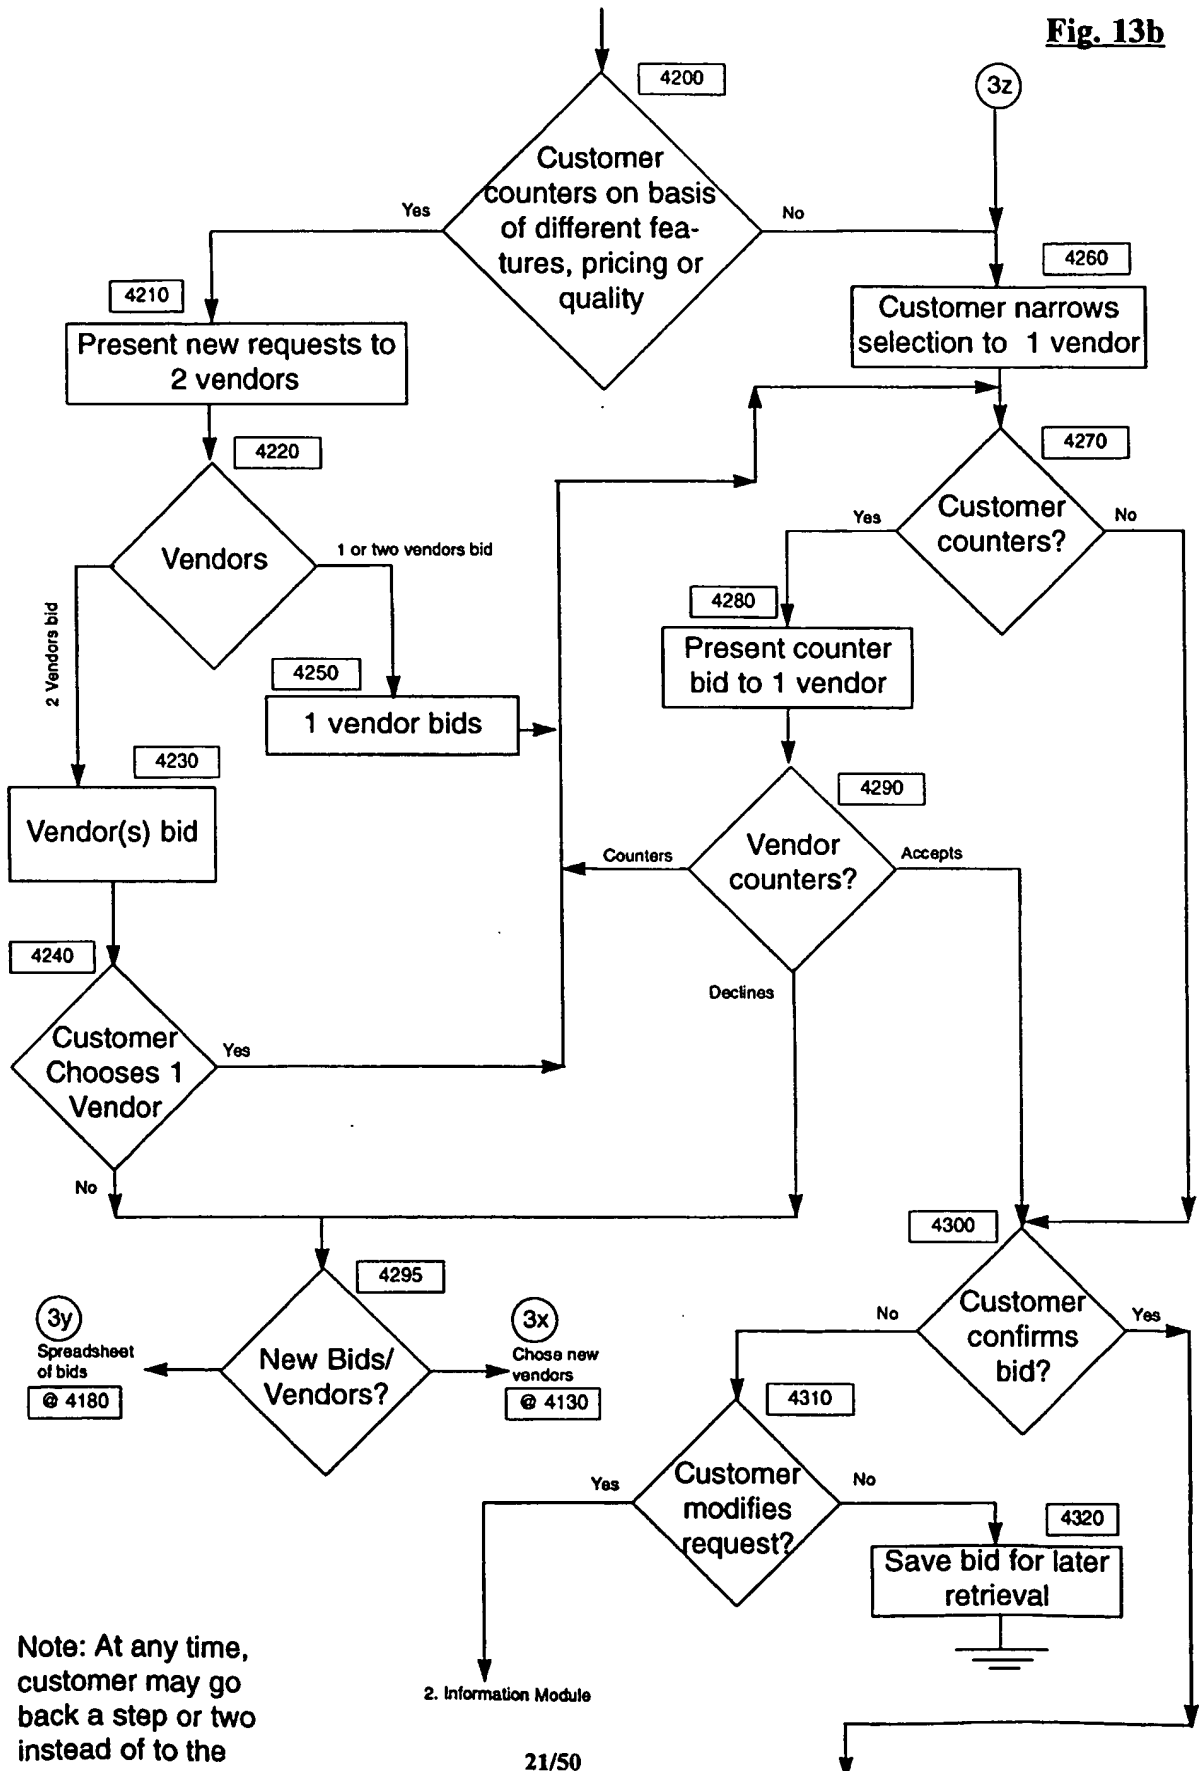 Fig. 13b
4200
3z
Customer
counters on basis
of different fea-
tures, pricing or
quality
Yes
No
4260
4210
Customer narrows
selection to 1 vendor
Present new requests to
2 vendors
4220
4270
Customer
counters?
Yes
No
Vendors
1 or two vendors bid
2 Vendors bid
4280
Present counter
bid to 1 vendor
4250
1 vendor bids
4230
Vendor(s) bid
4290
Vendor
counters?
Counters
Accepts
Declines
4240
Customer
Chooses 1
Vendor
Yes
No
4300
4295
Customer
confirms
bid?
No
Yes
3y
Spreadsheet
of bids
@ 4180
New Bids/
Vendors?
3x
Chose new
vendors
@ 4130
4310
Customer
modifies
request?
Yes
No
4320
Save bid for later
retrieval
2. Information Module
Note: At any time,
customer may go
back a step or two
instead of to the
21/50